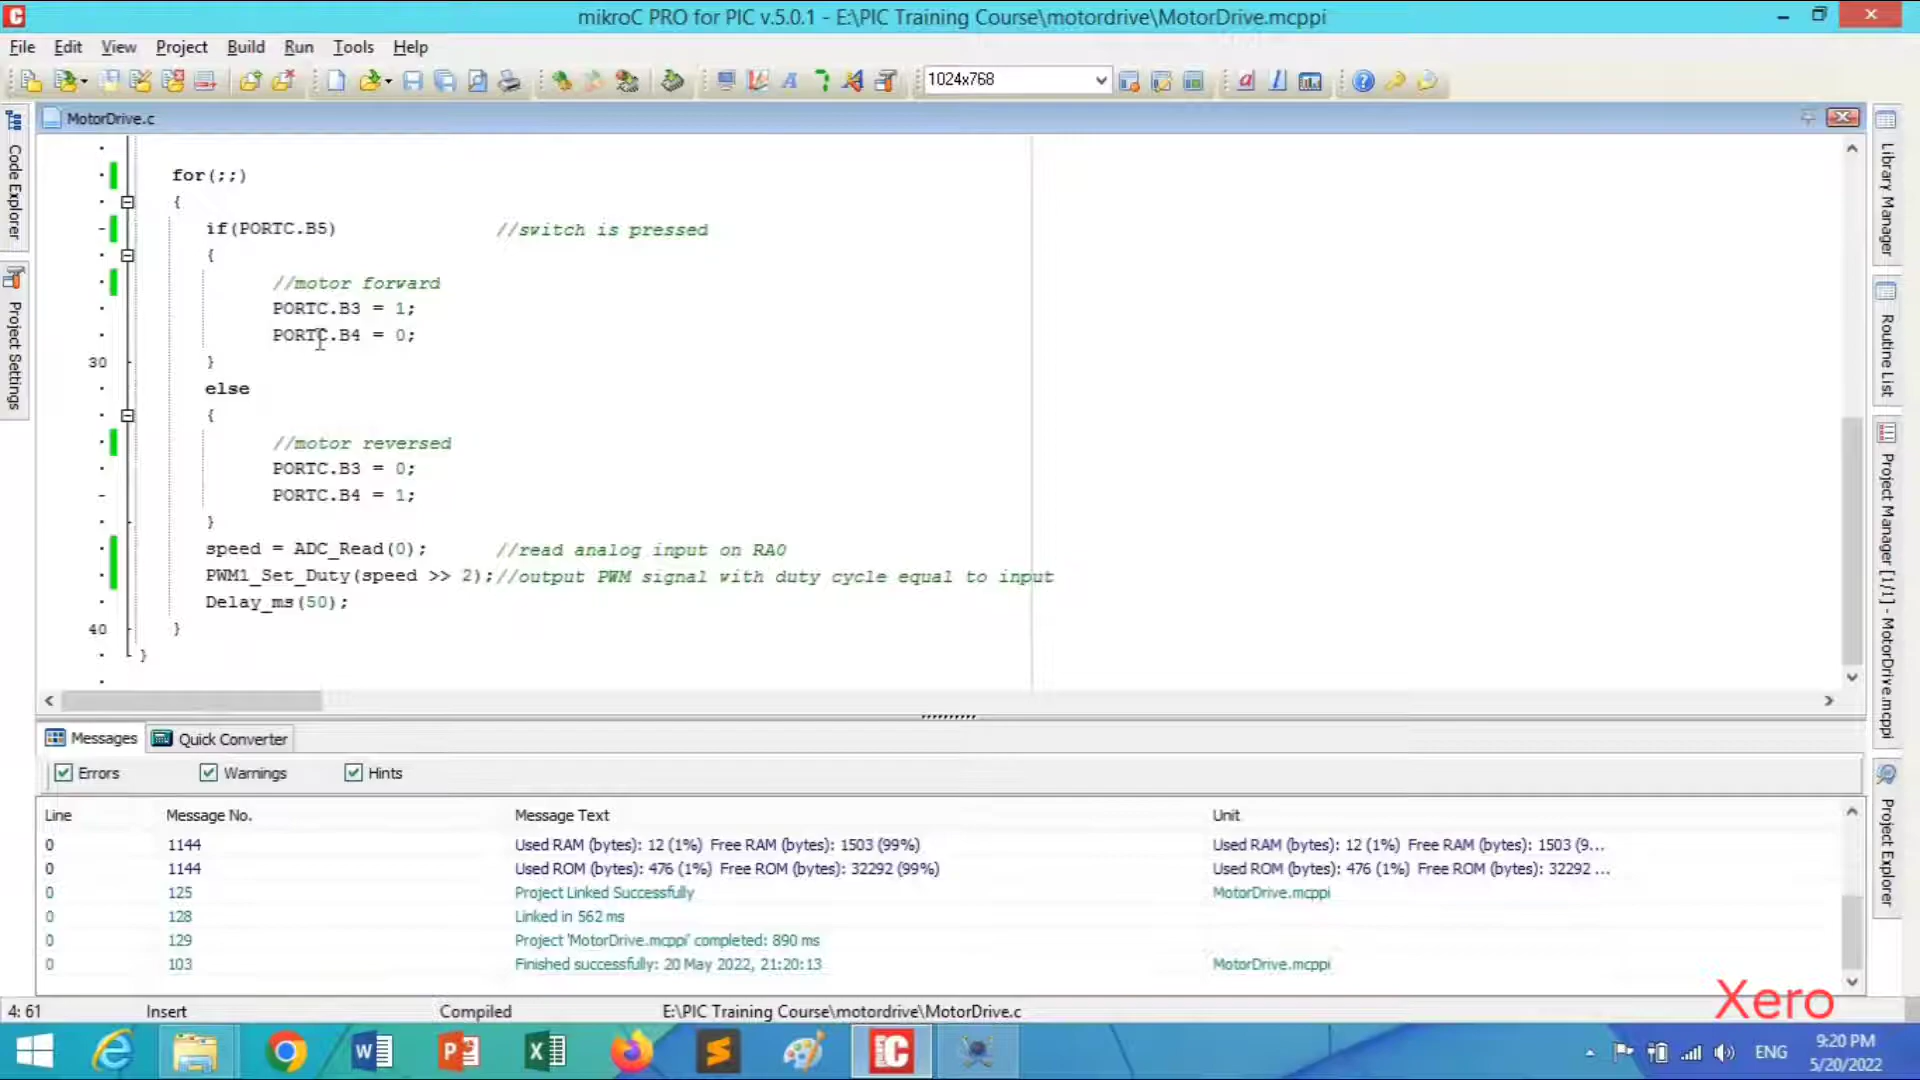 mikroC PRO for PIC v.5.0.1 - E:\PIC Training Course\motordrive\MotorDrive.mcppi
File Edit View Project Build Run Tools Help
1024x768
MotorDrive.c
Code Explorer
Project Settings
for(;;)
{
if(PORTC.B5) //switch is pressed
{
//motor forward
PORTC.B3 = 1;
PORTC.B4 = 0;
30 }
else
{
//motor reversed
PORTC.B3 = 0;
PORTC.B4 = 1;
}
speed = ADC_Read(0); //read analog input on RA0
PWM1_Set_Duty(speed >> 2);//output PWM signal with duty cycle equal to input
Delay_ms(50);
40 }
}
Library Manager
Routine List
Project Manager [1/1] - MotorDrive.mcppi
Project Explorer
Messages Quick Converter
Errors Warnings Hints
Line Message No. Message Text Unit
0 1144 Used RAM (bytes): 12 (1%) Free RAM (bytes): 1503 (99%) Used RAM (bytes): 12 (1%) Free RAM (bytes): 1503 (9...
0 1144 Used ROM (bytes): 476 (1%) Free ROM (bytes): 32292 (99%) Used ROM (bytes): 476 (1%) Free ROM (bytes): 32292 ...
0 125 Project Linked Successfully MotorDrive.mcppi
0 128 Linked in 562 ms
0 129 Project 'MotorDrive.mcppi' completed: 890 ms
0 103 Finished successfully: 20 May 2022, 21:20:13 MotorDrive.mcppi
Xero
4: 61 Insert Compiled E:\PIC Training Course\motordrive\MotorDrive.c
ENG
9:20 PM
5/20/2022